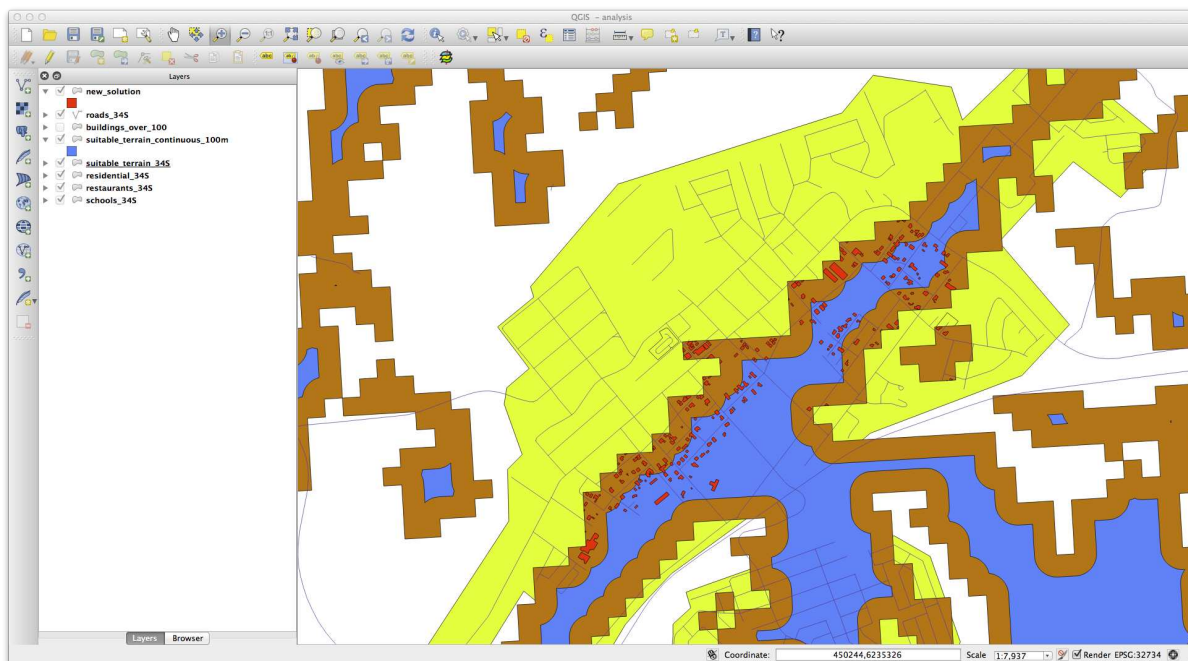 QGIS - analysis
Layers
new_solution
roads_34S
buildings_over_100
suitable_terrain_continuous_100m
suitable_terrain_34S
residential_34S
restaurants_34S
schools_34S
Layers Browser
Coordinate: 450244,6235326 Scale 1:7,937 Render EPSG:32734